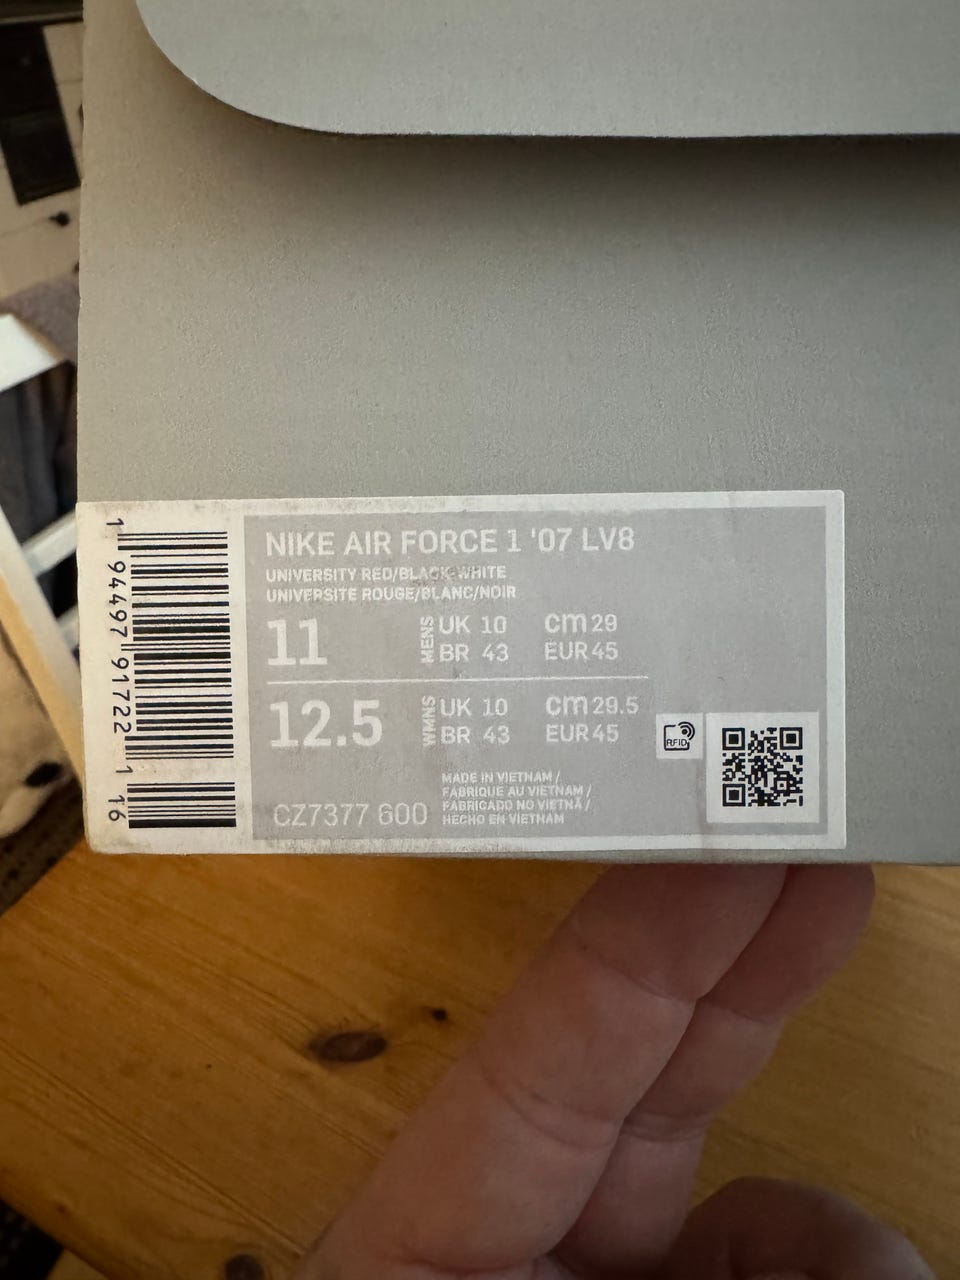 NIKE AIR FORCE 1 '07 LV8
UNIVERSITY RED/BLACK-WHITE
UNIVERSITE ROUGE/BLANC/NOIR
11 MENS UK 10 cm 29
BR 43 EUR 45
12.5 WMNS UK 10 cm 29.5
BR 43 EUR 45
RFID
MADE IN VIETNAM /
FABRIQUE AU VIETNAM /
FABRICADO NO VIETNÃ /
HECHO EN VIETNAM
CZ7377 600
1 94497 91722 1 16